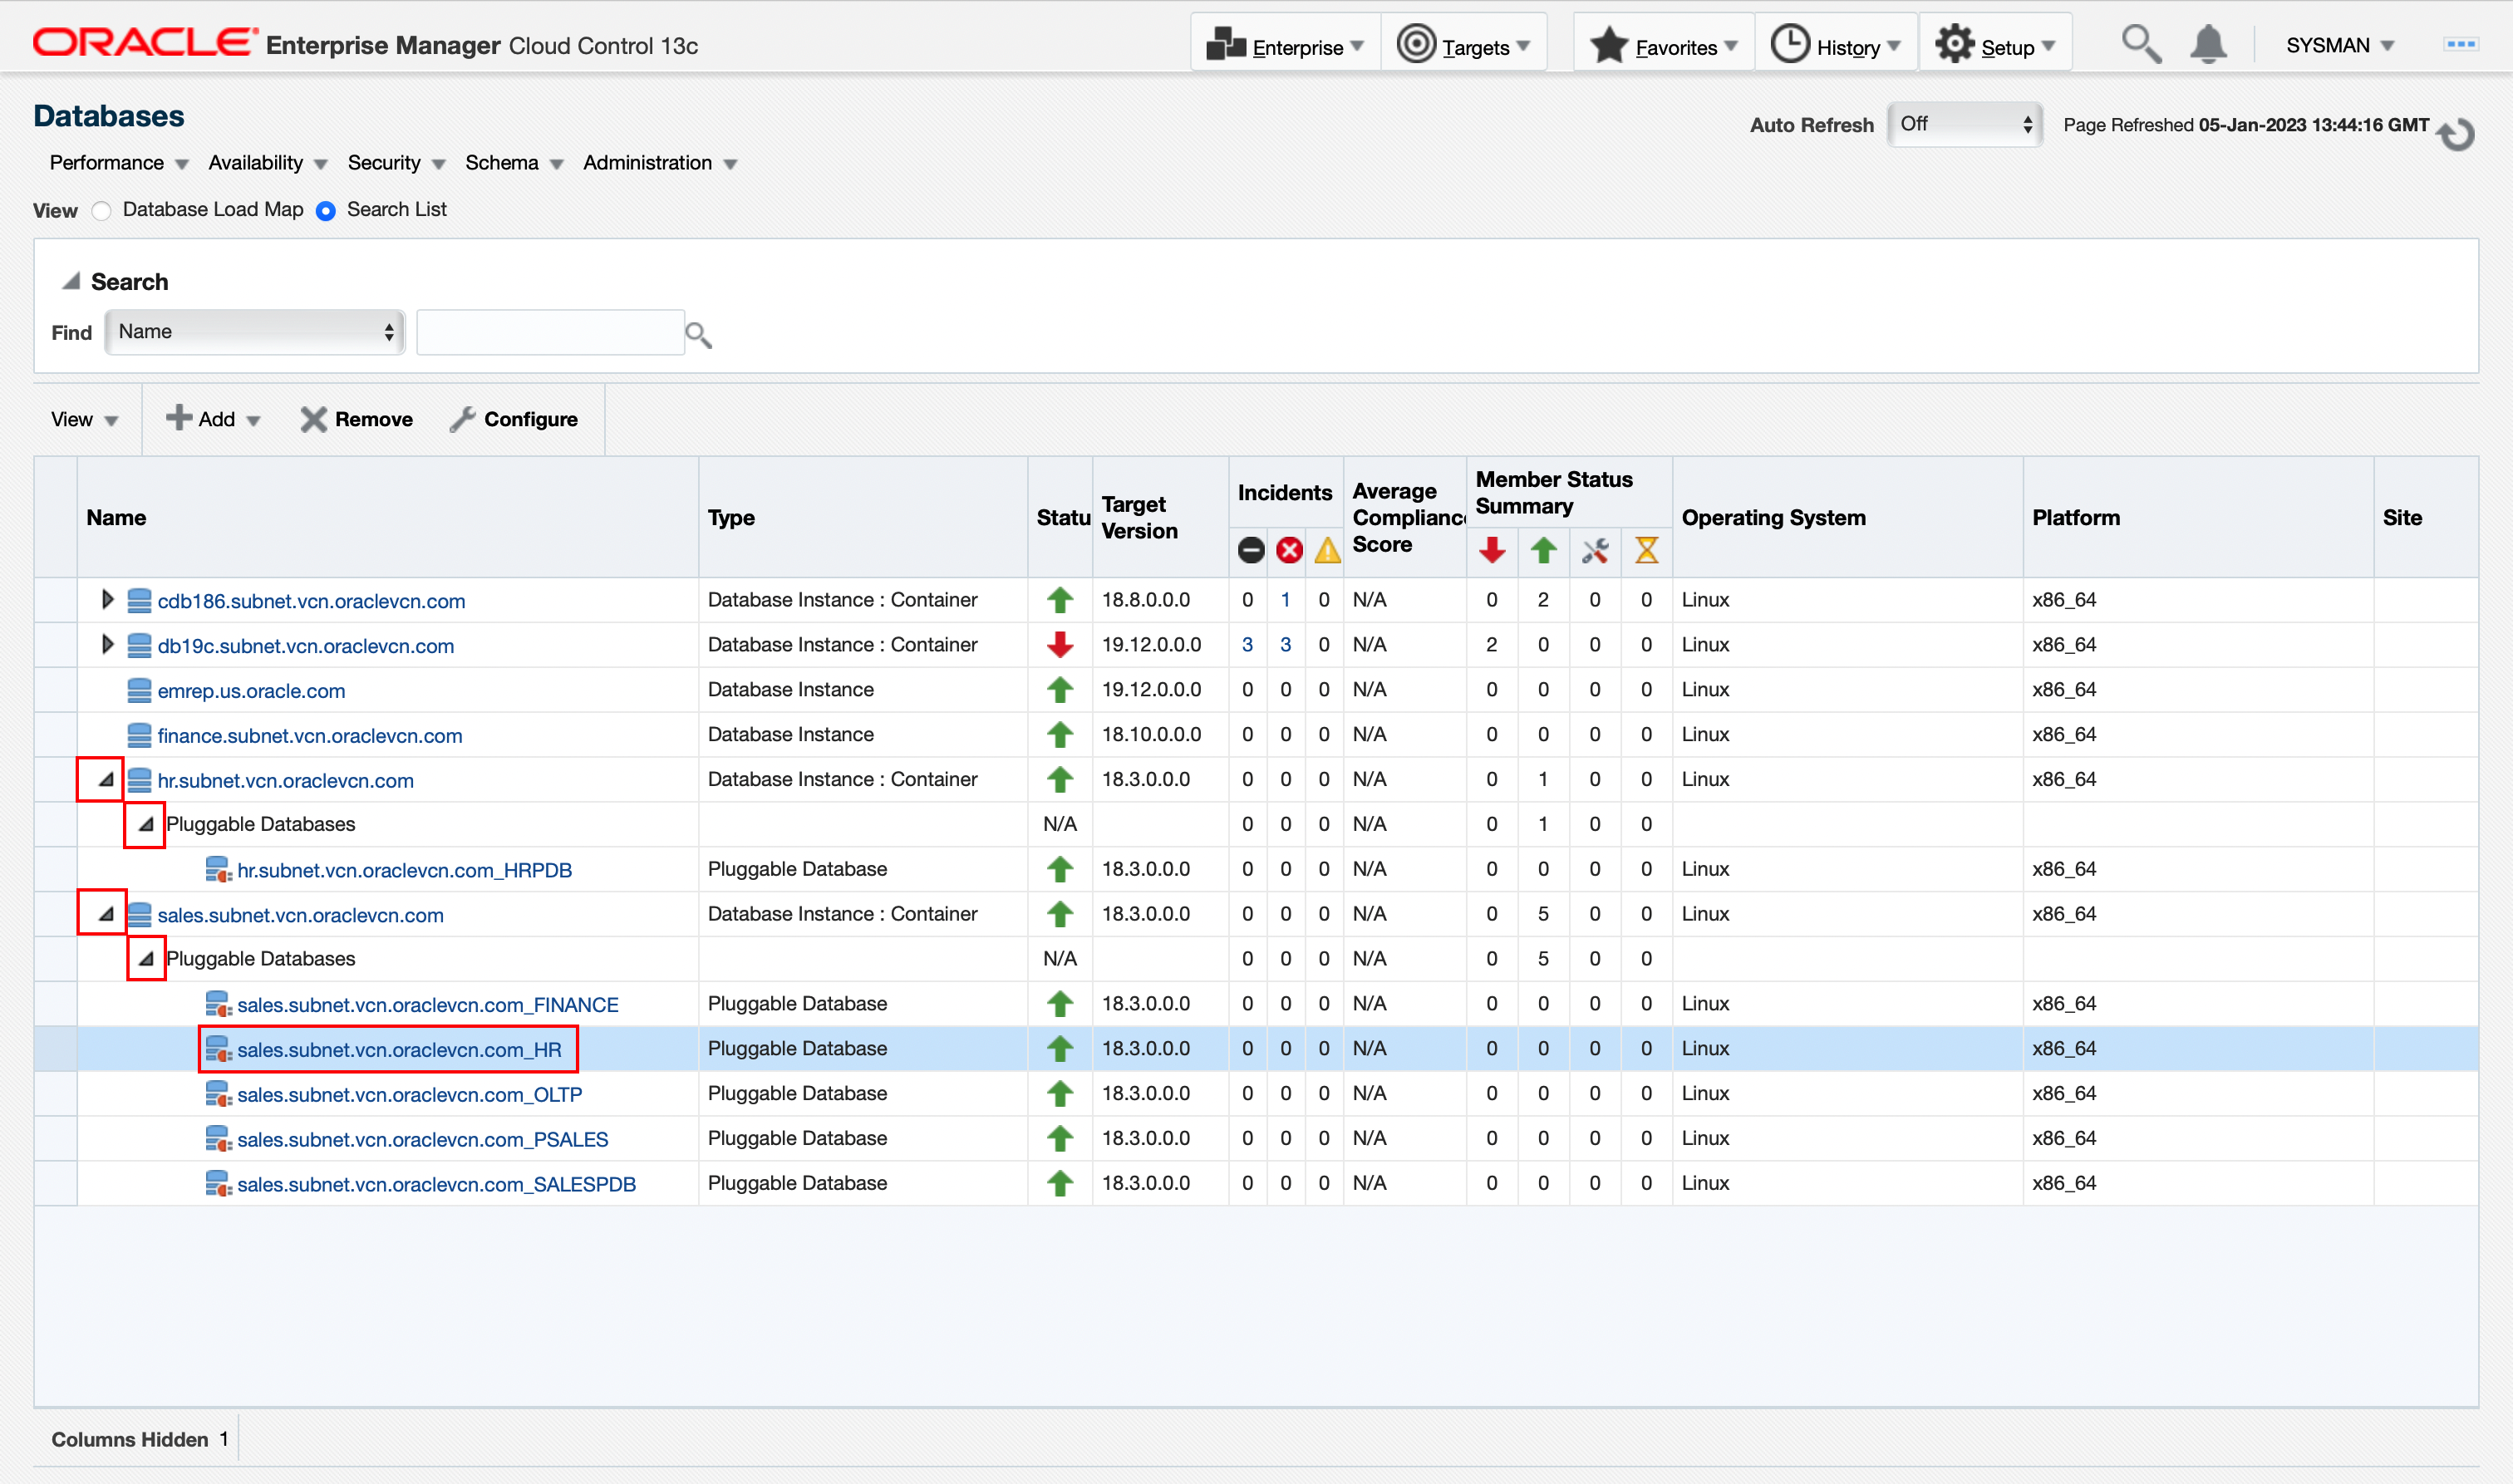 ORACLE Enterprise Manager Cloud Control 13c Enterprise Targets Favorites History Setup SYSMAN
Databases
Auto Refresh Off Page Refreshed 05-Jan-2023 13:44:16 GMT
Performance Availability Security Schema Administration
View Database Load Map Search List
Search
Find Name
View Add Remove Configure
Name Type Statu Target Version Incidents Average Compliance Score Member Status Summary Operating System Platform Site
cdb186.subnet.vcn.oraclevcn.com Database Instance : Container 18.8.0.0.0 0 1 0 N/A 0 2 0 0 Linux x86_64
db19c.subnet.vcn.oraclevcn.com Database Instance : Container 19.12.0.0.0 3 3 0 N/A 2 0 0 0 Linux x86_64
emrep.us.oracle.com Database Instance 19.12.0.0.0 0 0 0 N/A 0 0 0 0 Linux x86_64
finance.subnet.vcn.oraclevcn.com Database Instance 18.10.0.0.0 0 0 0 N/A 0 0 0 0 Linux x86_64
hr.subnet.vcn.oraclevcn.com Database Instance : Container 18.3.0.0.0 0 0 0 N/A 0 1 0 0 Linux x86_64
Pluggable Databases N/A 0 0 0 N/A 0 1 0 0
hr.subnet.vcn.oraclevcn.com_HRPDB Pluggable Database 18.3.0.0.0 0 0 0 N/A 0 0 0 0 Linux x86_64
sales.subnet.vcn.oraclevcn.com Database Instance : Container 18.3.0.0.0 0 0 0 N/A 0 5 0 0 Linux x86_64
Pluggable Databases N/A 0 0 0 N/A 0 5 0 0
sales.subnet.vcn.oraclevcn.com_FINANCE Pluggable Database 18.3.0.0.0 0 0 0 N/A 0 0 0 0 Linux x86_64
sales.subnet.vcn.oraclevcn.com_HR Pluggable Database 18.3.0.0.0 0 0 0 N/A 0 0 0 0 Linux x86_64
sales.subnet.vcn.oraclevcn.com_OLTP Pluggable Database 18.3.0.0.0 0 0 0 N/A 0 0 0 0 Linux x86_64
sales.subnet.vcn.oraclevcn.com_PSALES Pluggable Database 18.3.0.0.0 0 0 0 N/A 0 0 0 0 Linux x86_64
sales.subnet.vcn.oraclevcn.com_SALESPDB Pluggable Database 18.3.0.0.0 0 0 0 N/A 0 0 0 0 Linux x86_64
Columns Hidden 1